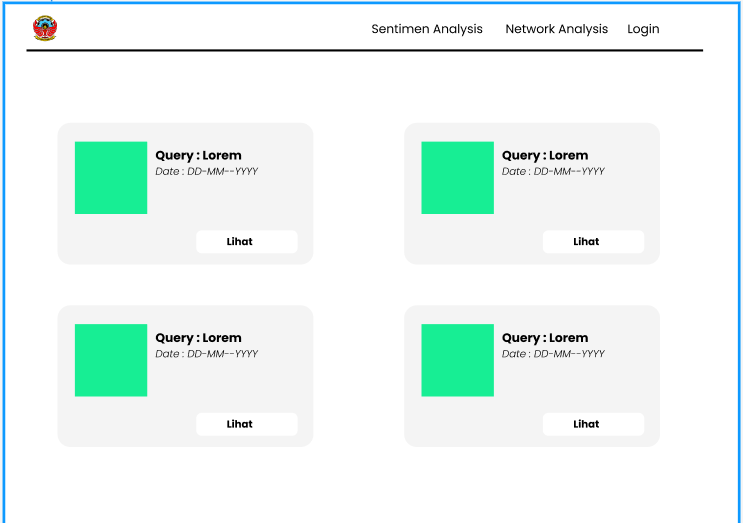 Sentimen Analysis Network Analysis Login
Query : Lorem
Date : DD-MM--YYYY
Lihat
Query : Lorem
Date : DD-MM--YYYY
Lihat
Query : Lorem
Date : DD-MM--YYYY
Lihat
Query : Lorem
Date : DD-MM--YYYY
Lihat